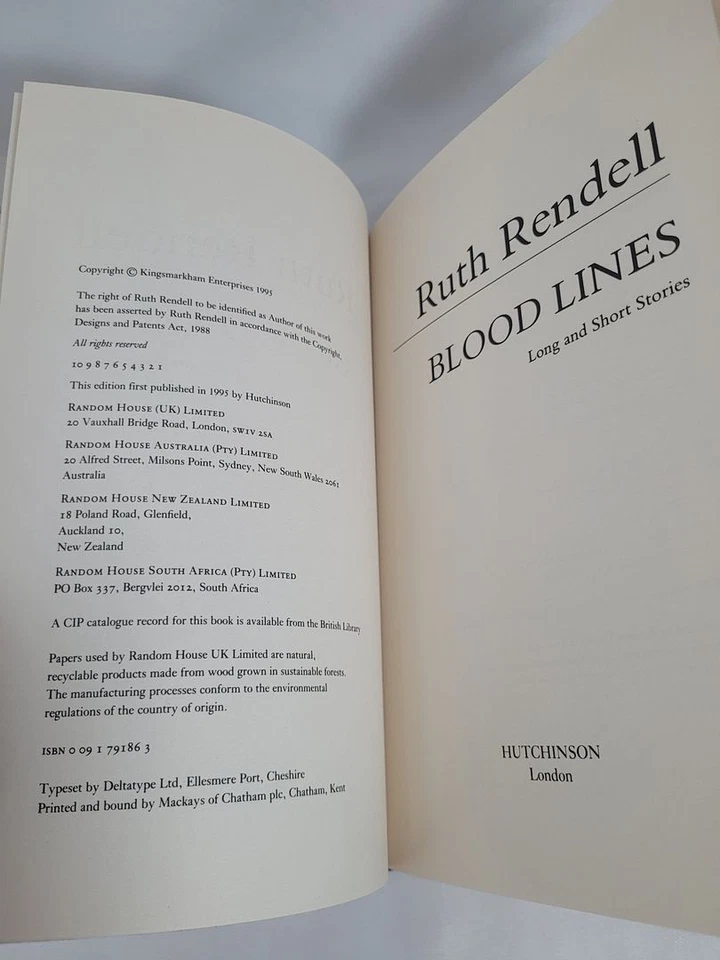 Copyright © Kingsmarkham Enterprises 1995
The right of Ruth Rendell to be identified as Author of this work
has been asserted by Ruth Rendell in accordance with the Copyright,
Designs and Patents Act, 1988
All rights reserved
10 9 8 7 6 5 4 3 2 1
This edition first published in 1995 by Hutchinson
RANDOM HOUSE (UK) LIMITED
20 Vauxhall Bridge Road, London, SW1V 2SA
RANDOM HOUSE AUSTRALIA (PTY) LIMITED
20 Alfred Street, Milsons Point, Sydney, New South Wales 2061
Australia
RANDOM HOUSE NEW ZEALAND LIMITED
18 Poland Road, Glenfield,
Auckland 10,
New Zealand
RANDOM HOUSE SOUTH AFRICA (PTY) LIMITED
PO Box 337, Bergvlei 2012, South Africa
A CIP catalogue record for this book is available from the British Library
Papers used by Random House UK Limited are natural,
recyclable products made from wood grown in sustainable forests.
The manufacturing processes conform to the environmental
regulations of the country of origin.
ISBN 0 09 1 79186 3
Typeset by Deltatype Ltd, Ellesmere Port, Cheshire
Printed and bound by Mackays of Chatham plc, Chatham, Kent
Ruth Rendell
BLOOD LINES
Long and Short Stories
HUTCHINSON
London